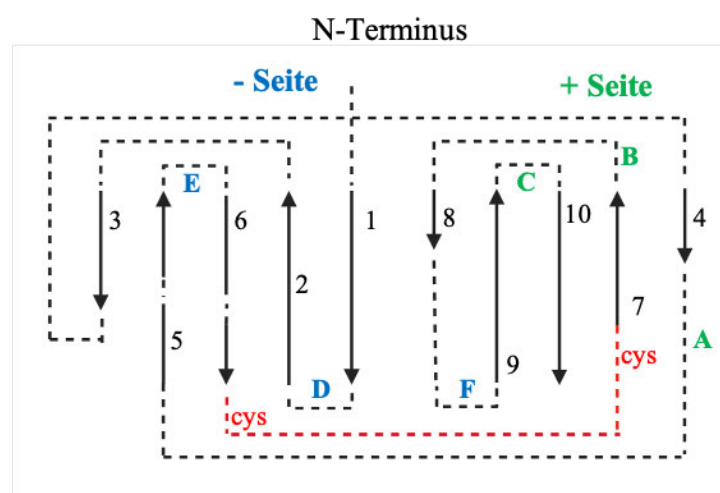 N-Terminus
- Seite + Seite
B
E C
3 6 1 8 10 4
2
7
5 A
cys
9
D F
cys